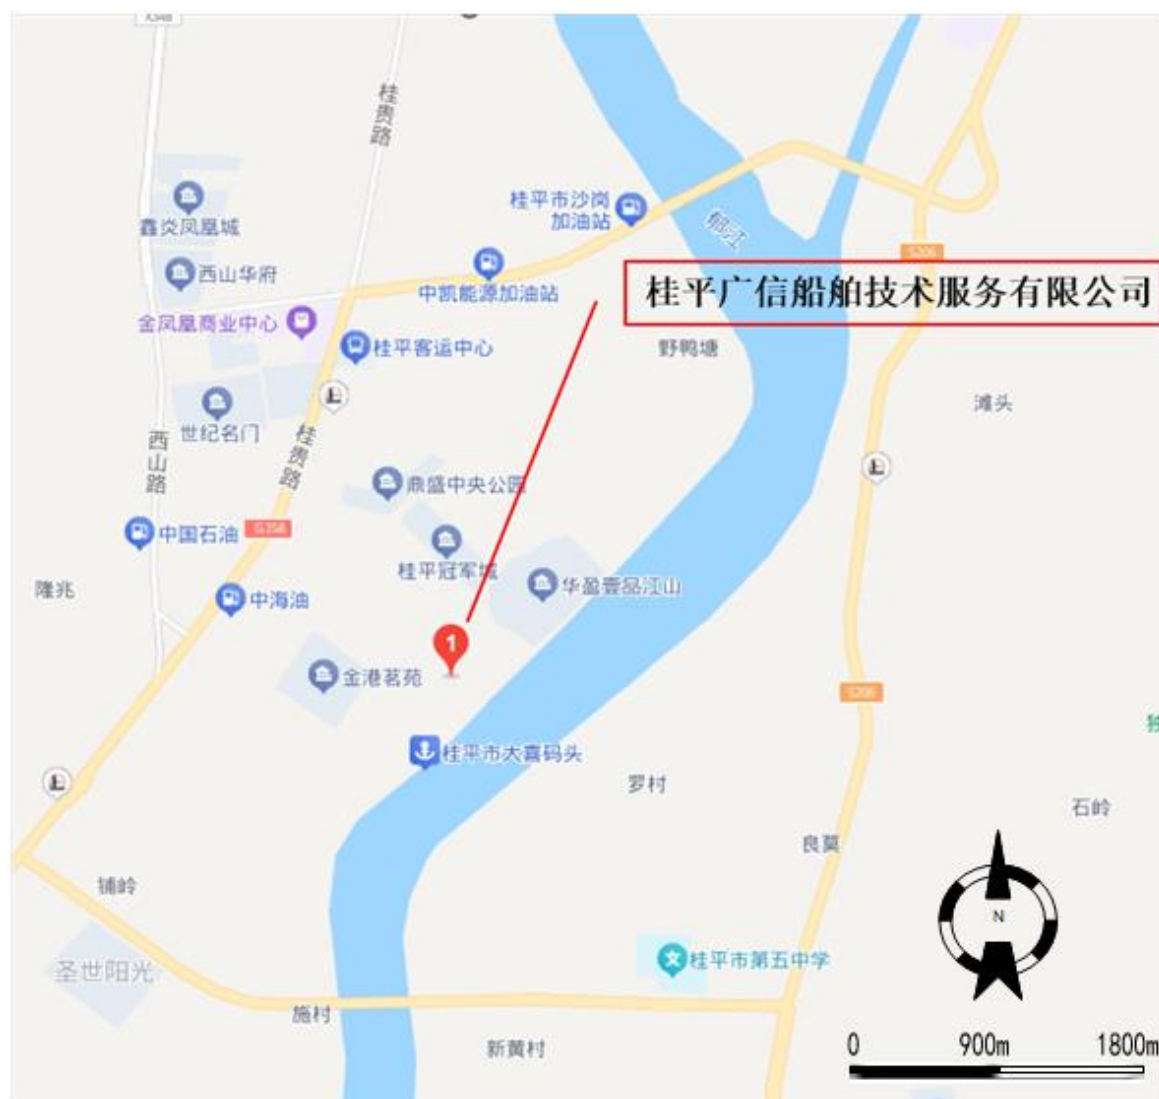 X348
桂贵路
桂平市沙岗
加油站
鑫炎凤凰城
郁江
西山华府
S206
中凯能源加油站
桂平广信船舶技术服务有限公司
金凤凰商业中心
桂平客运中心
野鸭塘
滩头
世纪名门
桂贵路
西山路
鼎盛中央公园
中国石油
G358
桂平冠军城
华盈壹品江山
隆兆
中海油
1
金港茗苑
S206
独
桂平市大喜码头
罗村
石岭
良莫
铺岭
N
圣世阳光
文
桂平市第五中学
施村
新黄村
0
900m
1800m